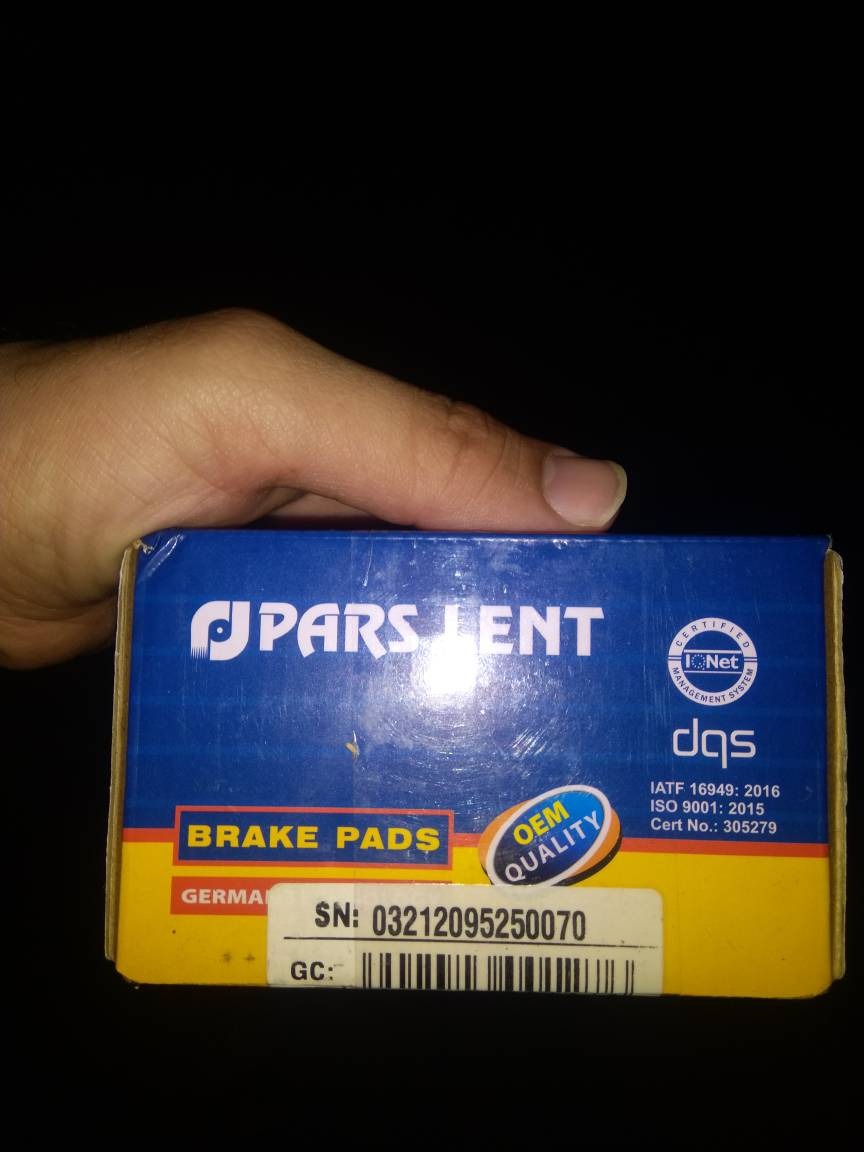 PARS LENT
CERTIFIED
IQNet
MANAGEMENT SYSTEM
dqs
IATF 16949: 2016
ISO 9001: 2015
Cert No.: 305279
BRAKE PADS
OEM
QUALITY
SN: 03212095250070
GC: